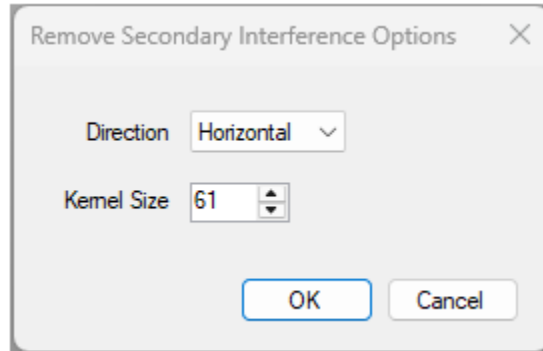 Remove Secondary Interference Options
Direction Horizontal
Kernel Size 61
OK Cancel